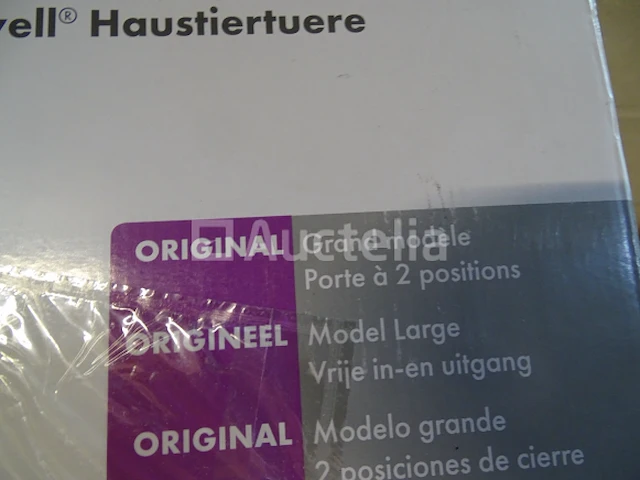 vell® Haustiertuere
ORIGINAL Grand modèle
Porte à 2 positions
ORIGINEEL Model Large
Vrije in-en uitgang
ORIGINAL Modelo grande
2 posiciones de cierre
Auctelia